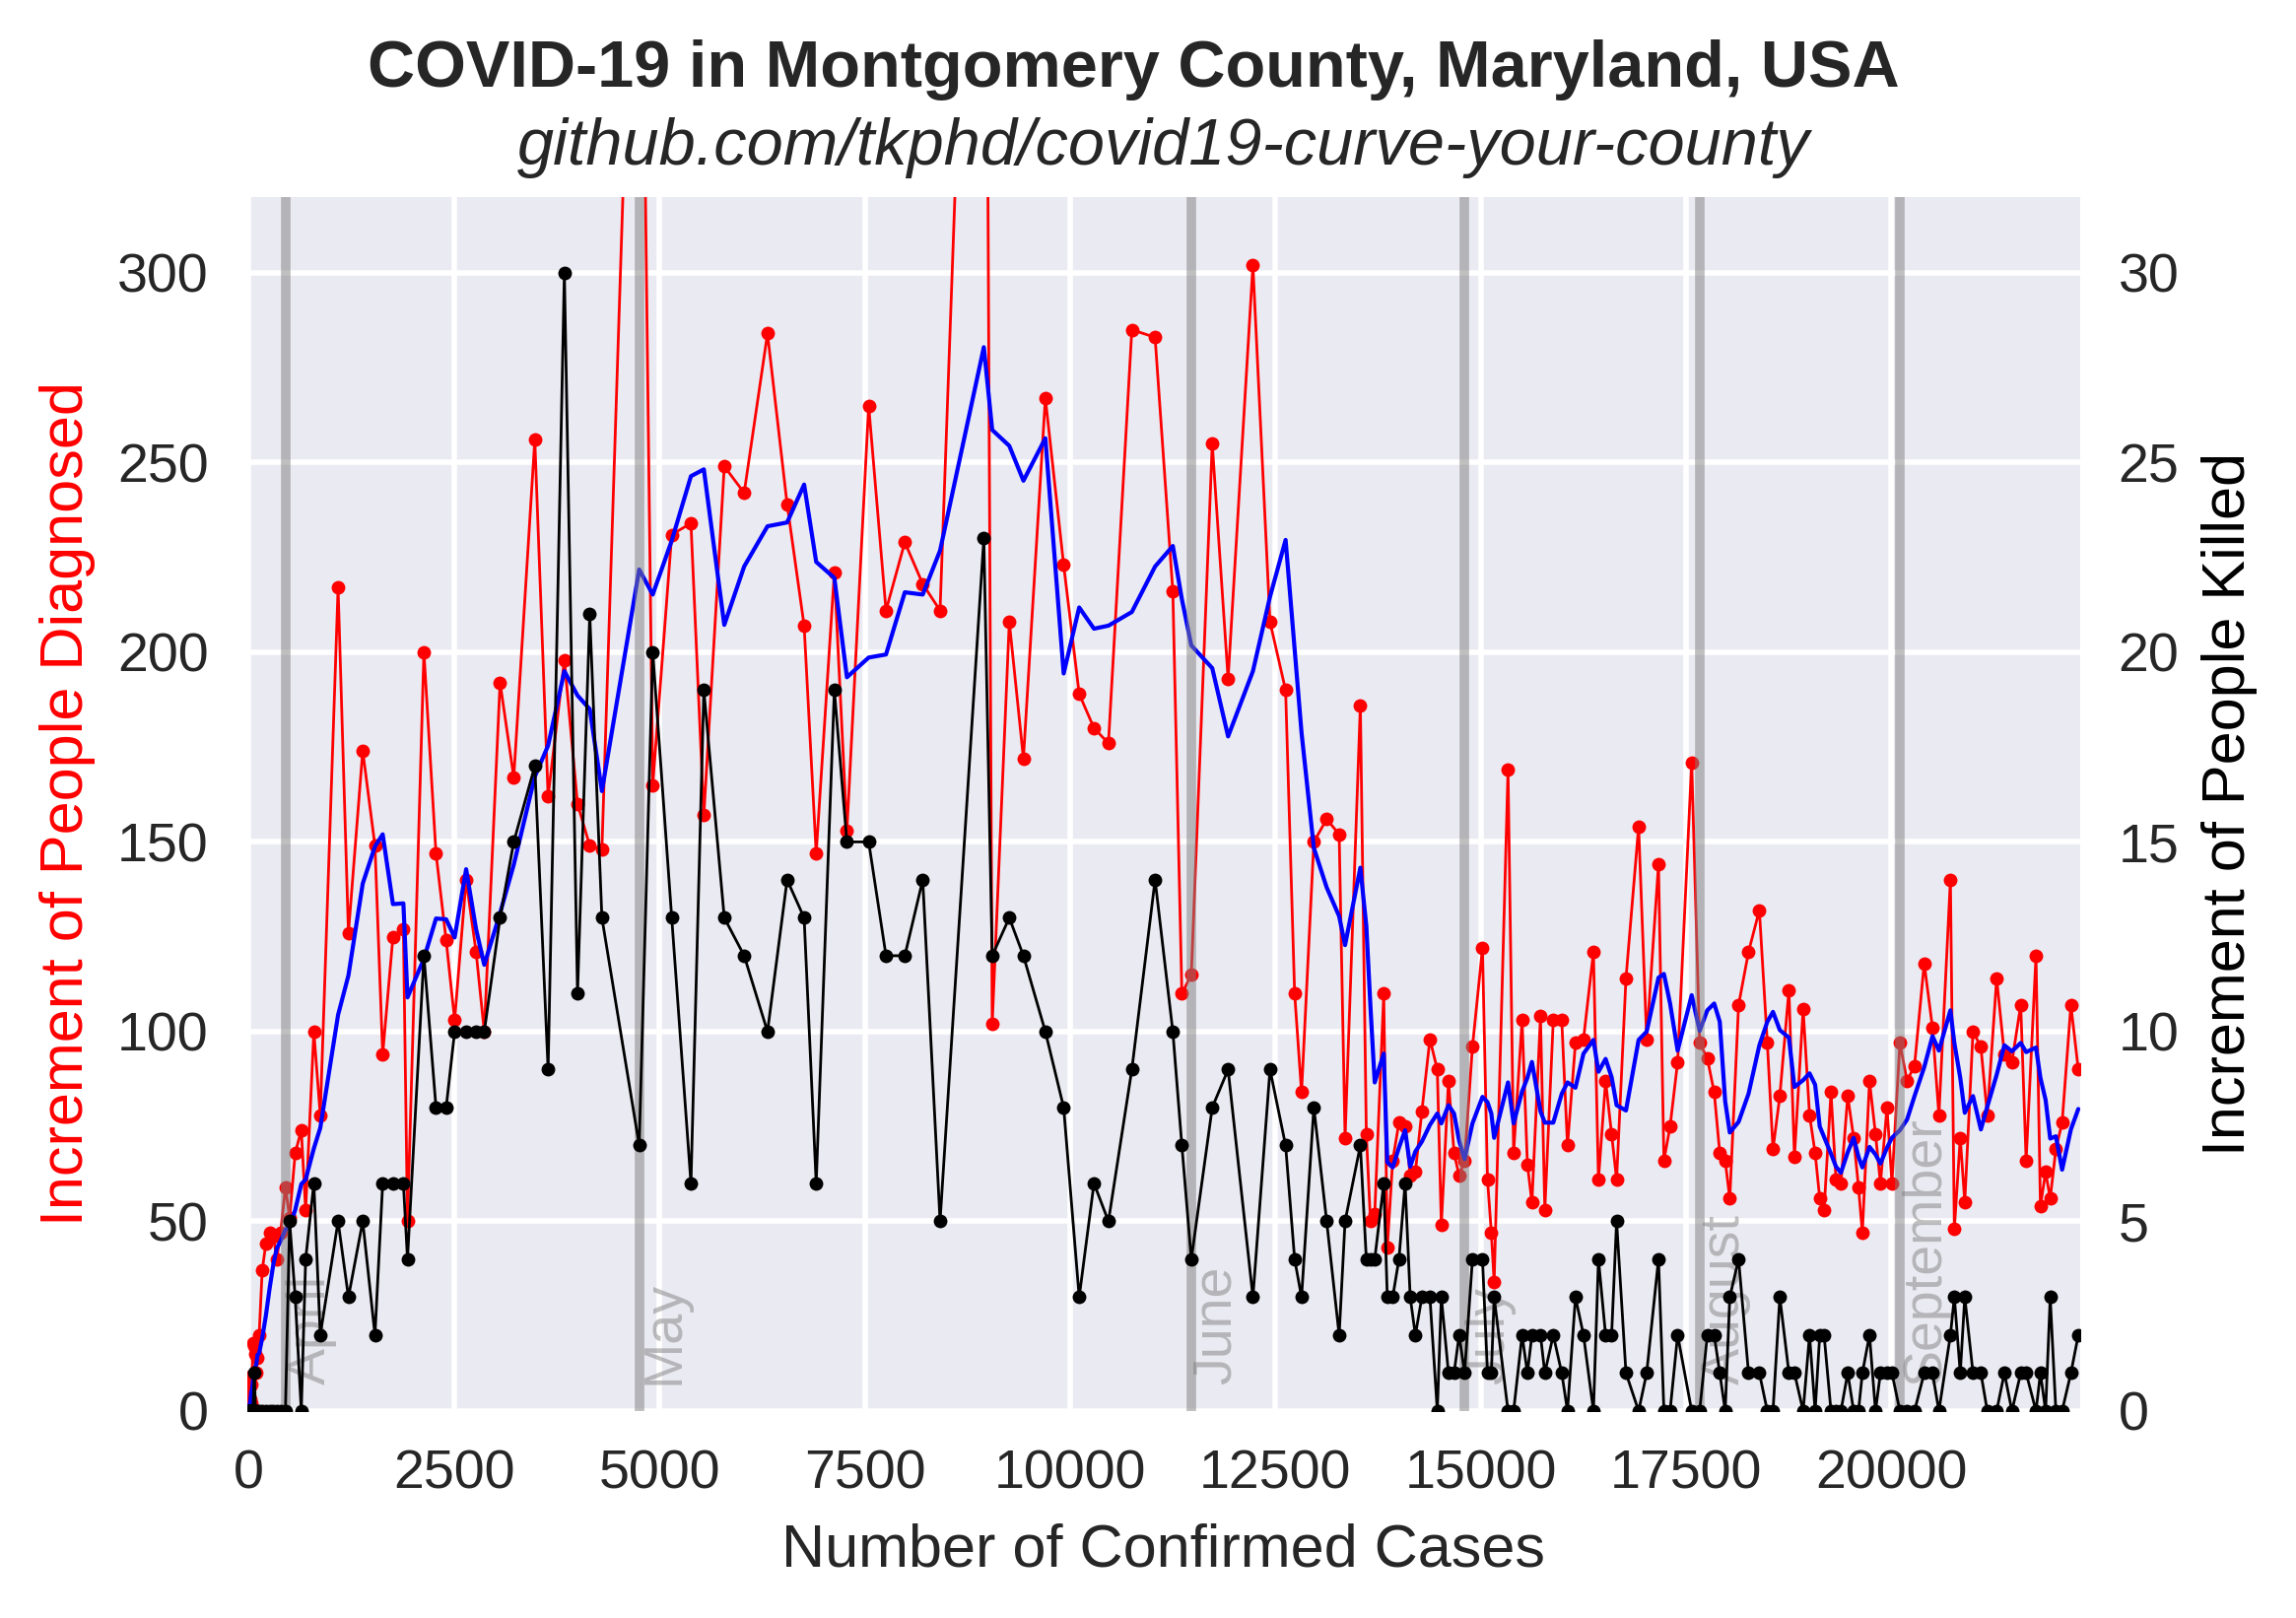 COVID-19 in Montgomery County, Maryland, USA
github.com/tkphd/covid19-curve-your-county
Increment of People Diagnosed
300
250
200
150
100
50
0
April
May
June
July
August
September
30
25
20
15
10
5
0
Increment of People Killed
0
2500
5000
7500
10000
12500
15000
17500
20000
Number of Confirmed Cases